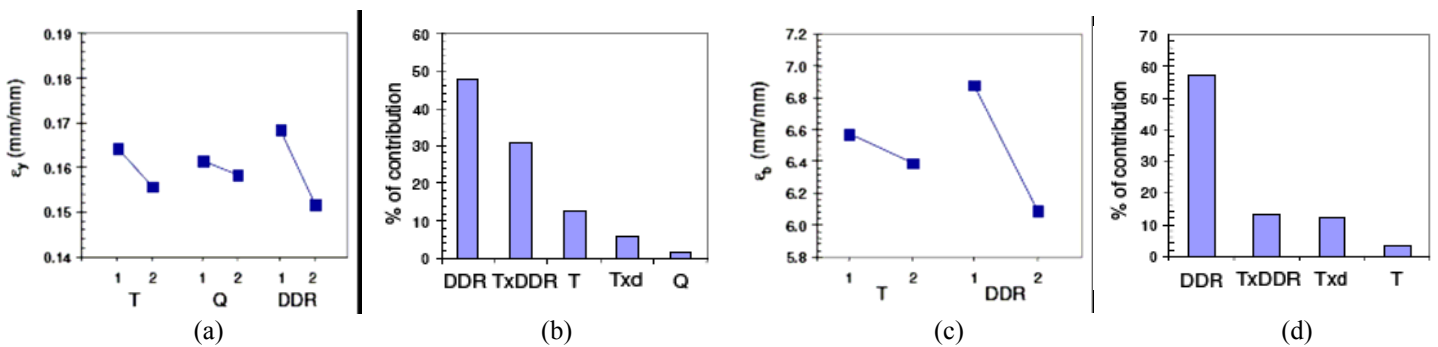 0.19
0.18
0.17
0.16
0.15
0.14
εy (mm/mm)
1 2 1 2 1 2
T Q DDR
(a)
60
50
40
30
20
10
0
% of contribution
DDR TxDDR T Txd Q
(b)
7.2
7.0
6.8
6.6
6.4
6.2
6.0
5.8
εb (mm/mm)
1 2 1 2
T DDR
(c)
70
60
50
40
30
20
10
0
% of contribution
DDR TxDDR Txd T
(d)